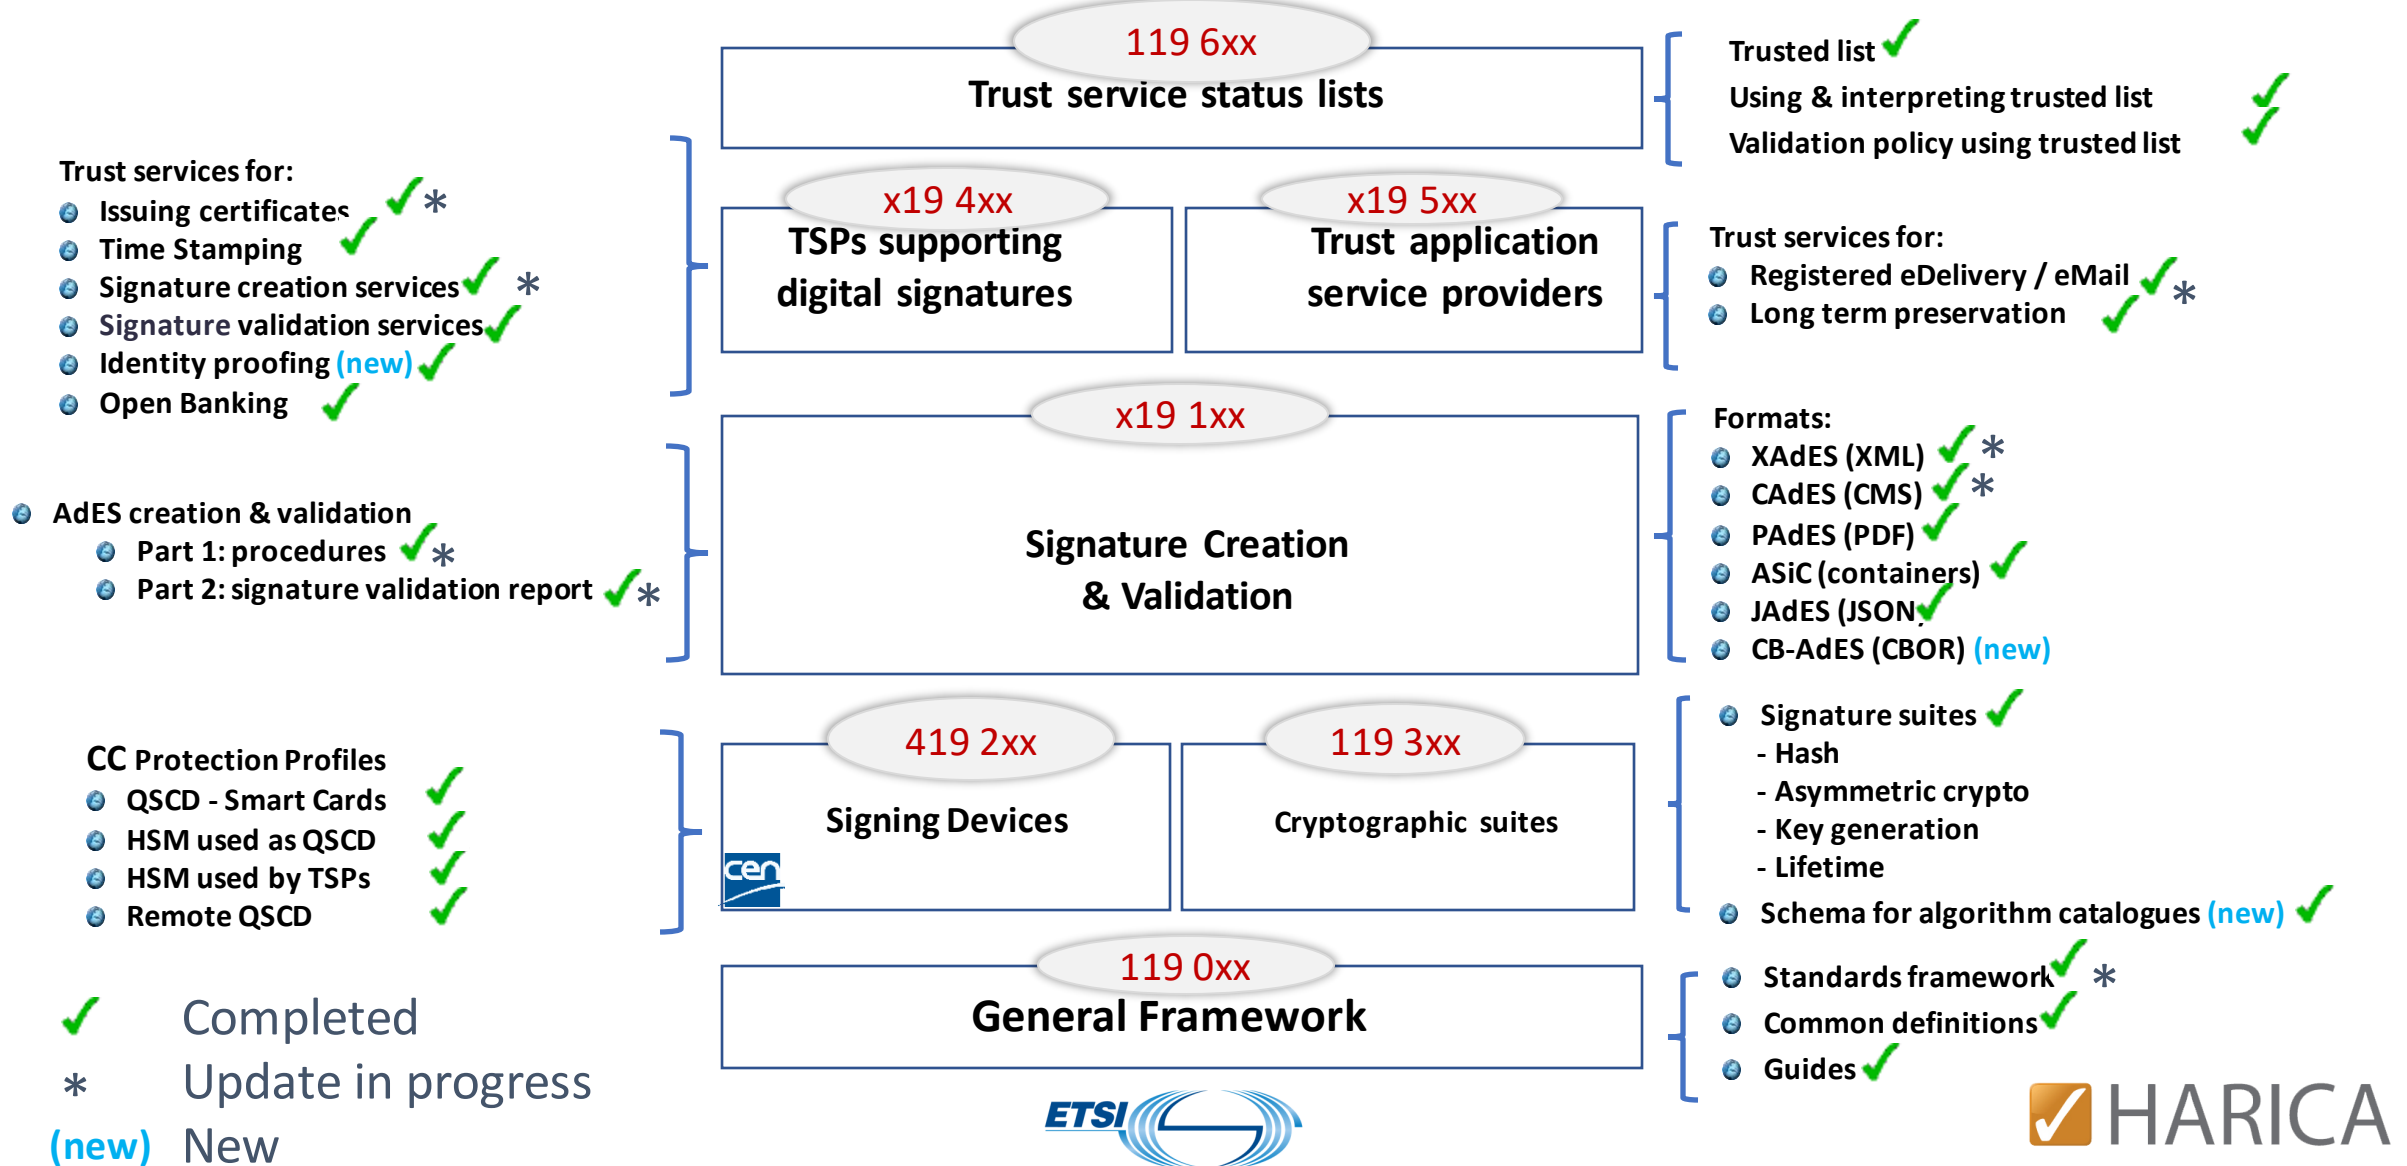 119 6xx
Trust service status lists
Trusted list
Using & interpreting trusted list
Validation policy using trusted list
Trust services for:
Issuing certificates *
Time Stamping
Signature creation services *
Signature validation services
Identity proofing (new)
Open Banking
x19 4xx
TSPs supporting
digital signatures
x19 5xx
Trust application
service providers
Trust services for:
Registered eDelivery / eMail
Long term preservation *
AdES creation & validation
Part 1: procedures *
Part 2: signature validation report *
x19 1xx
Signature Creation
& Validation
Formats:
XAdES (XML) *
CAdES (CMS) *
PAdES (PDF)
ASiC (containers)
JAdES (JSON
CB-AdES (CBOR) (new)
CC Protection Profiles
QSCD - Smart Cards
HSM used as QSCD
HSM used by TSPs
Remote QSCD
419 2xx
Signing Devices
cen
119 3xx
Cryptographic suites
Signature suites
- Hash
- Asymmetric crypto
- Key generation
- Lifetime
Schema for algorithm catalogues (new)
119 0xx
General Framework
Standards framework *
Common definitions
Guides
Completed
* Update in progress
(new) New
ETSI
HARICA